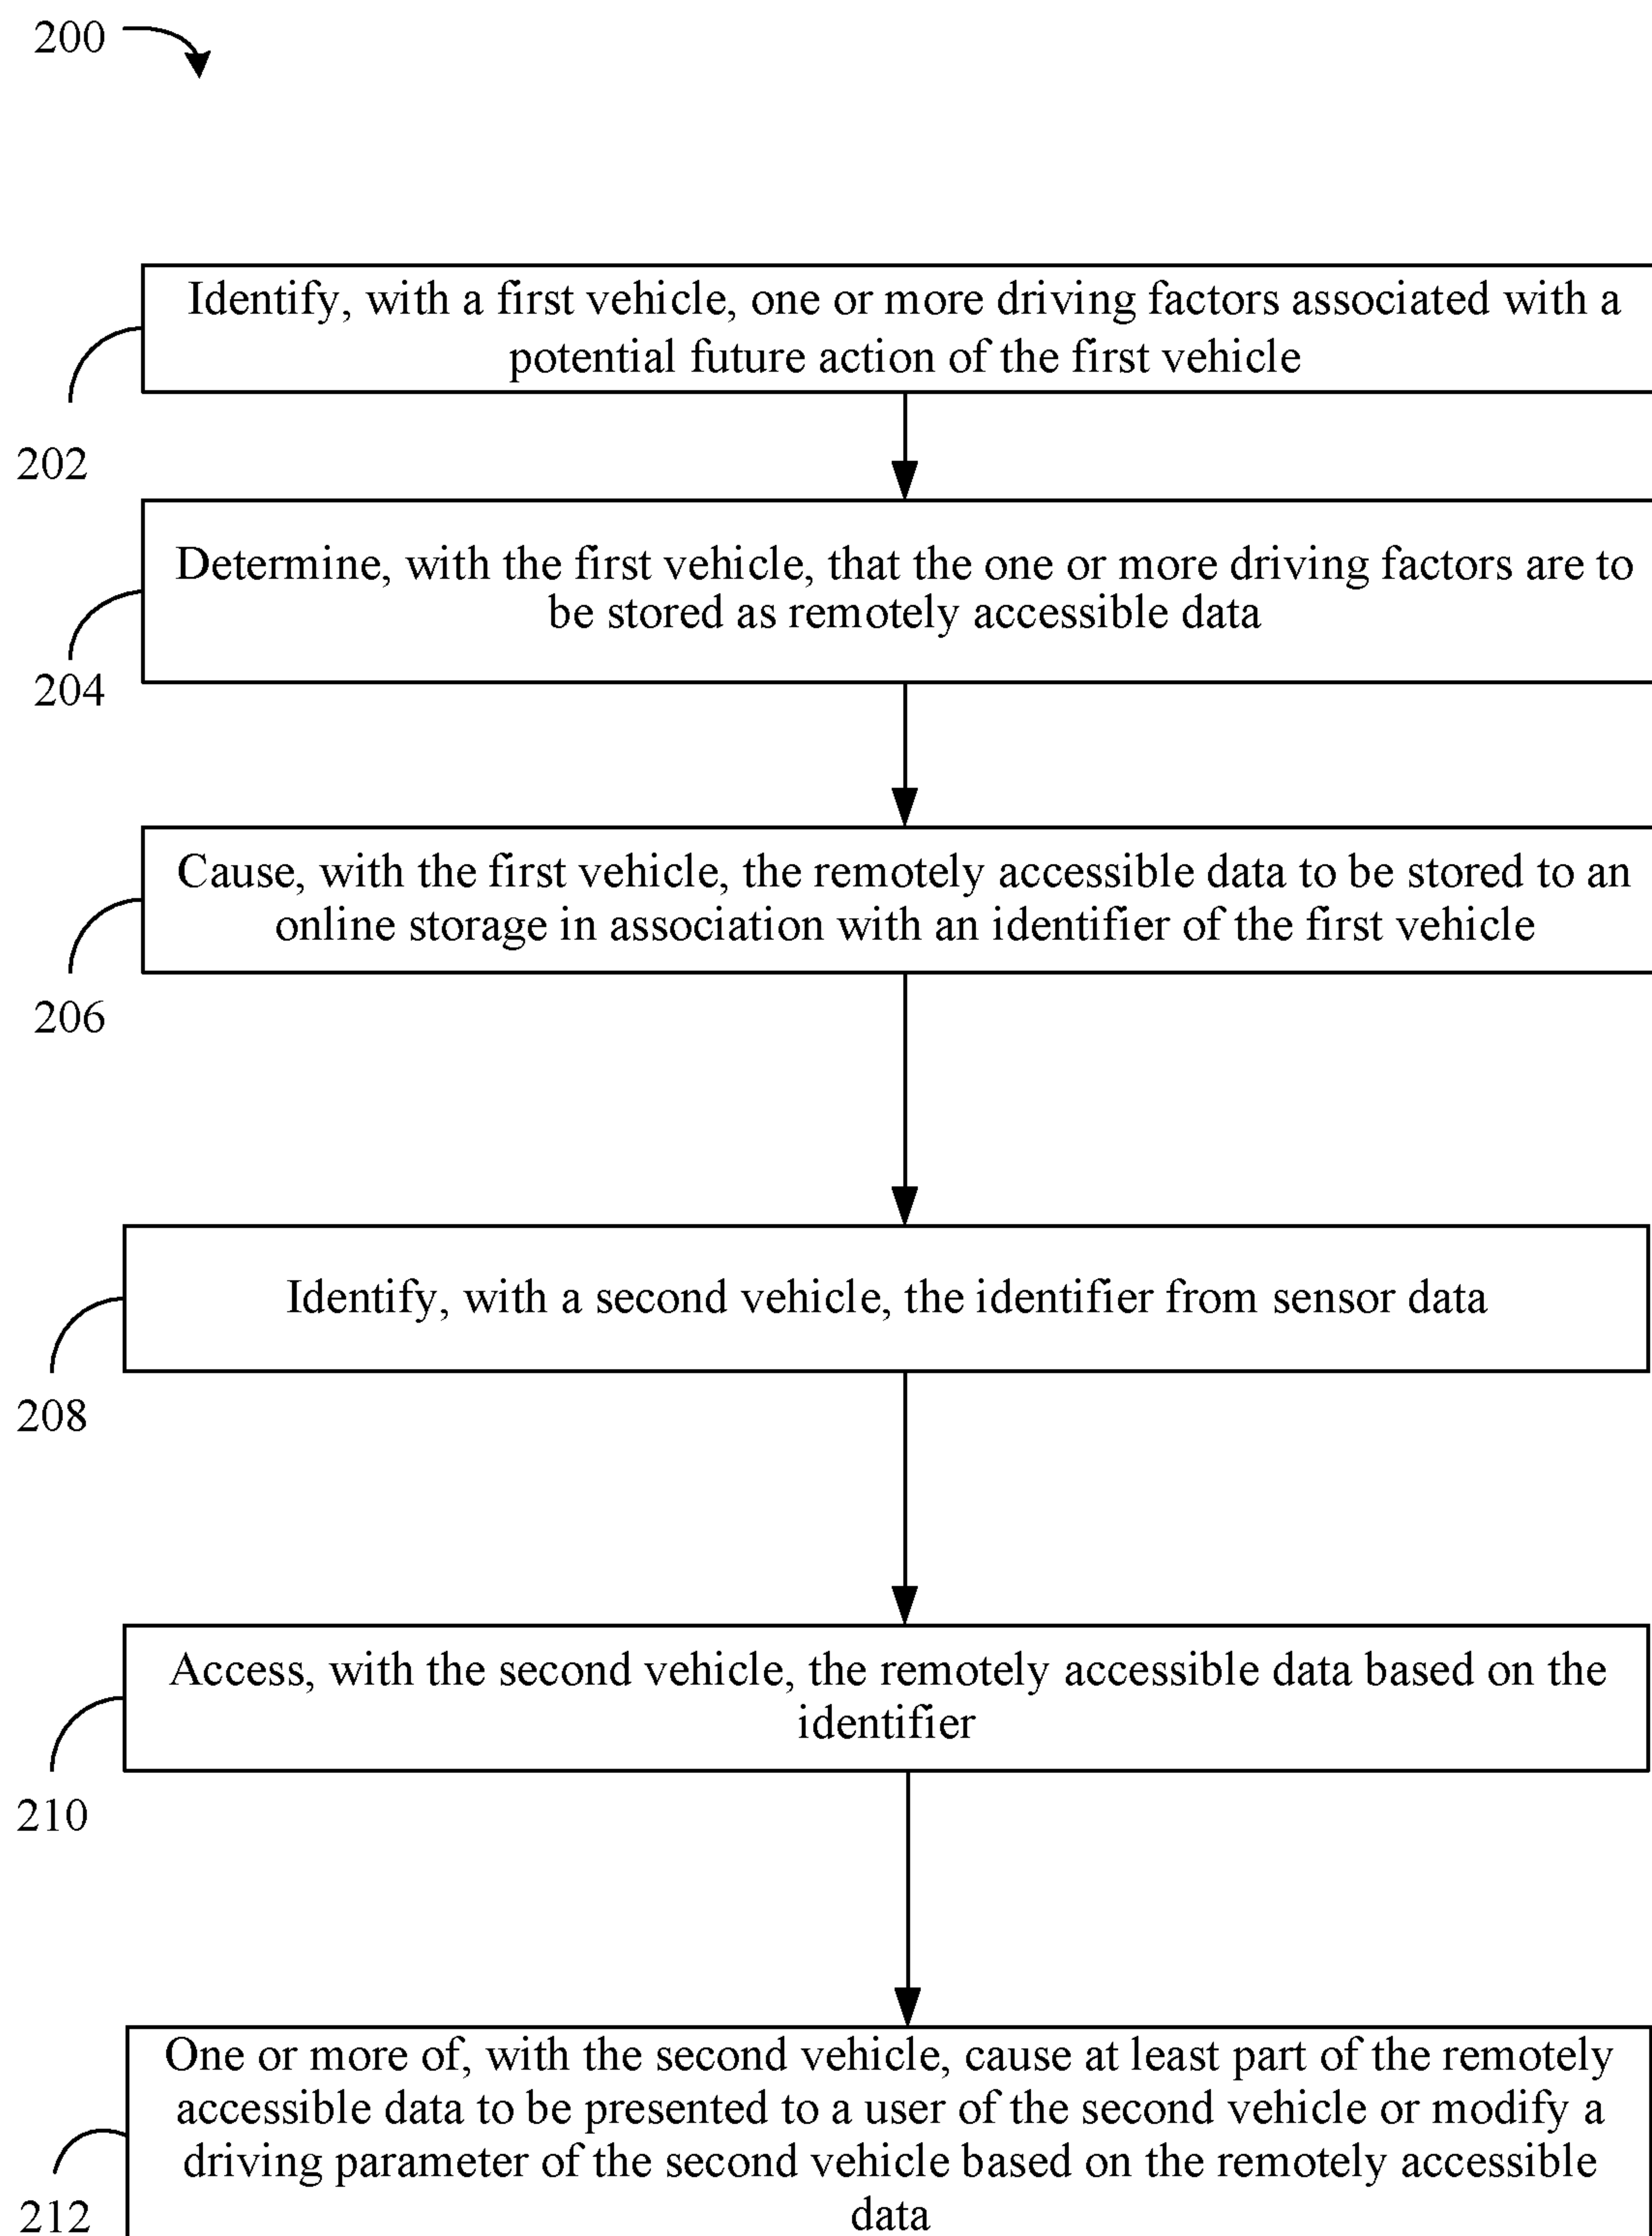 200
Identify, with a first vehicle, one or more driving factors associated with a
potential future action of the first vehicle
202
Determine, with the first vehicle, that the one or more driving factors are to
be stored as remotely accessible data
204
Cause, with the first vehicle, the remotely accessible data to be stored to an
online storage in association with an identifier of the first vehicle
206
Identify, with a second vehicle, the identifier from sensor data
208
Access, with the second vehicle, the remotely accessible data based on the
identifier
210
One or more of, with the second vehicle, cause at least part of the remotely
accessible data to be presented to a user of the second vehicle or modify a
driving parameter of the second vehicle based on the remotely accessible
data
212